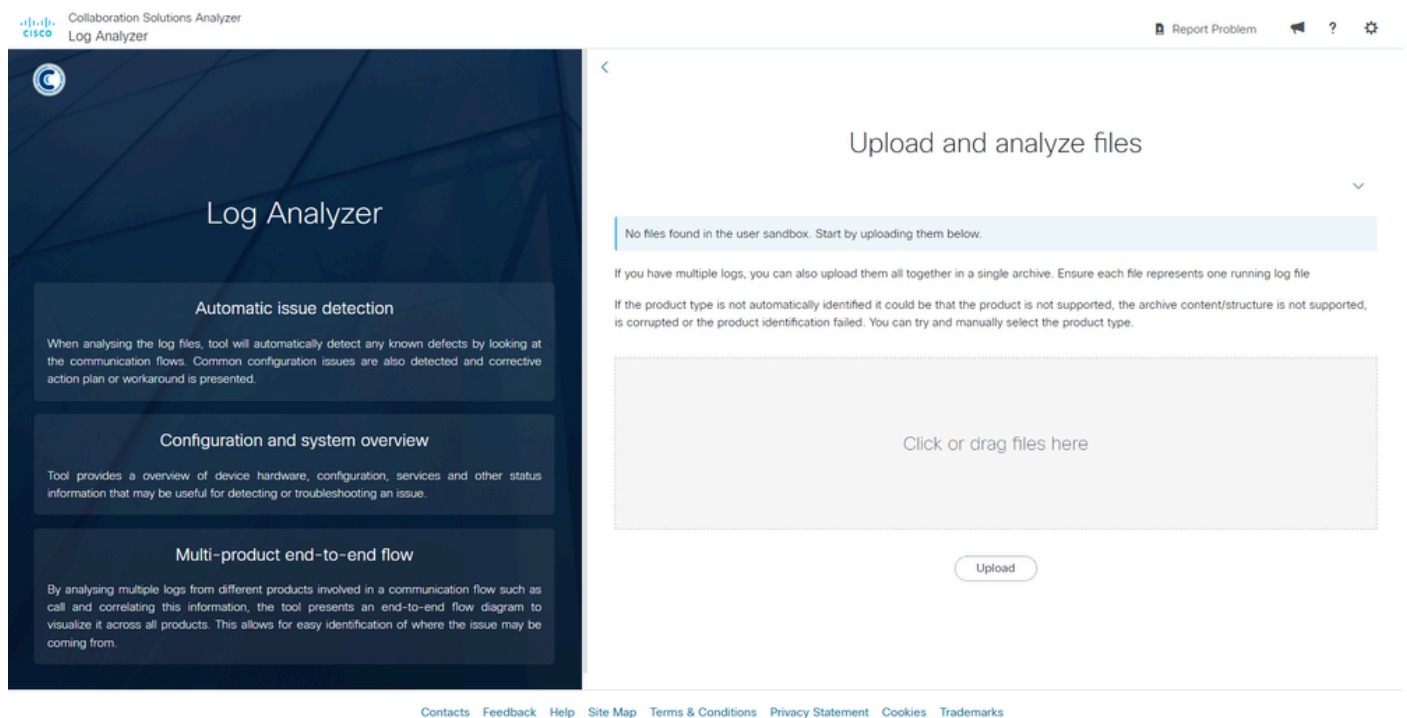 Collaboration Solutions Analyzer
CISCO
Log Analyzer
Report Problem
?
C
Log Analyzer
Automatic issue detection
When analysing the log files, tool will automatically detect any known defects by looking at
the communication flows. Common configuration issues are also detected and corrective
action plan or workaround is presented.
Configuration and system overview
Tool provides a overview of device hardware, configuration, services and other status
information that may be useful for detecting or troubleshooting an issue.
Multi-product end-to-end flow
By analysing multiple logs from different products involved in a communication flow such as
call and correlating this information, the tool presents an end-to-end flow diagram to
visualize it across all products. This allows for easy identification of where the issue may be
coming from.
Upload and analyze files
No files found in the user sandbox. Start by uploading them below.
If you have multiple logs, you can also upload them all together in a single archive. Ensure each file represents one running log file
If the product type is not automatically identified it could be that the product is not supported, the archive content/structure is not supported,
is corrupted or the product identification failed. You can try and manually select the product type.
Click or drag files here
Upload
Contacts Feedback Help Site Map Terms & Conditions Privacy Statement Cookies Trademarks